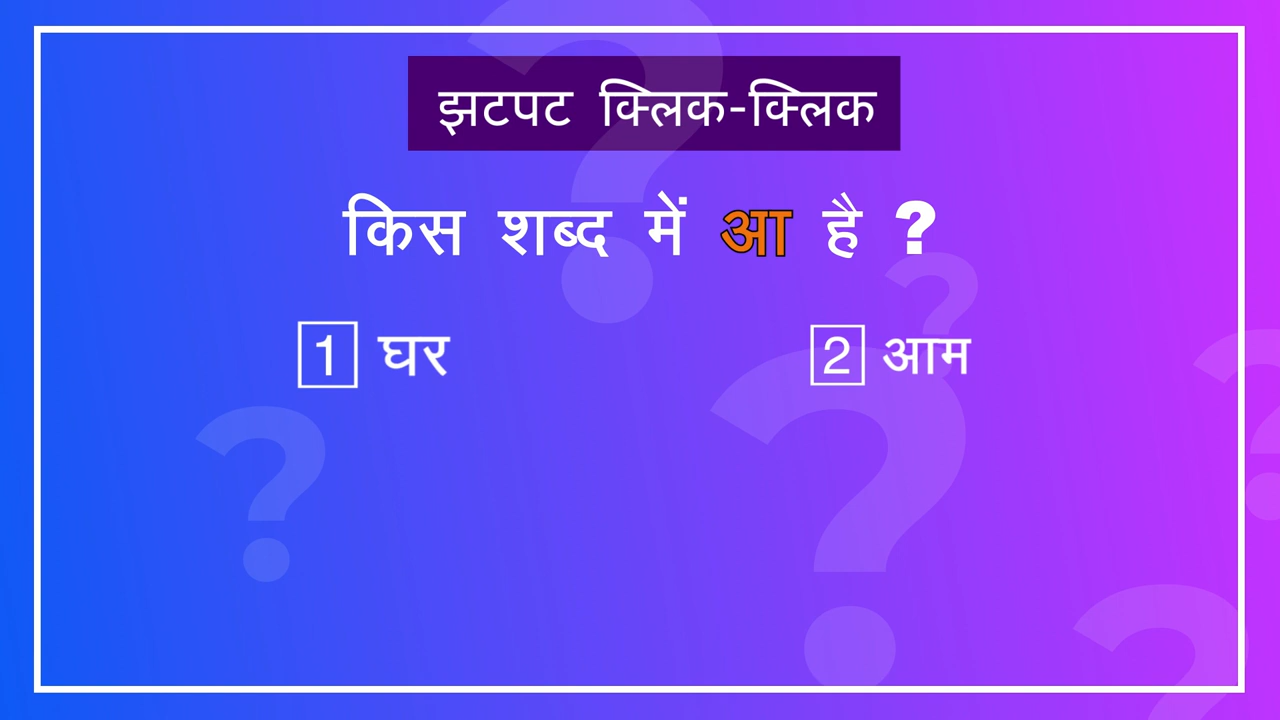 झटपट क्लिक-क्लिक
किस शब्द में आ है ?
1 घर
2 आम